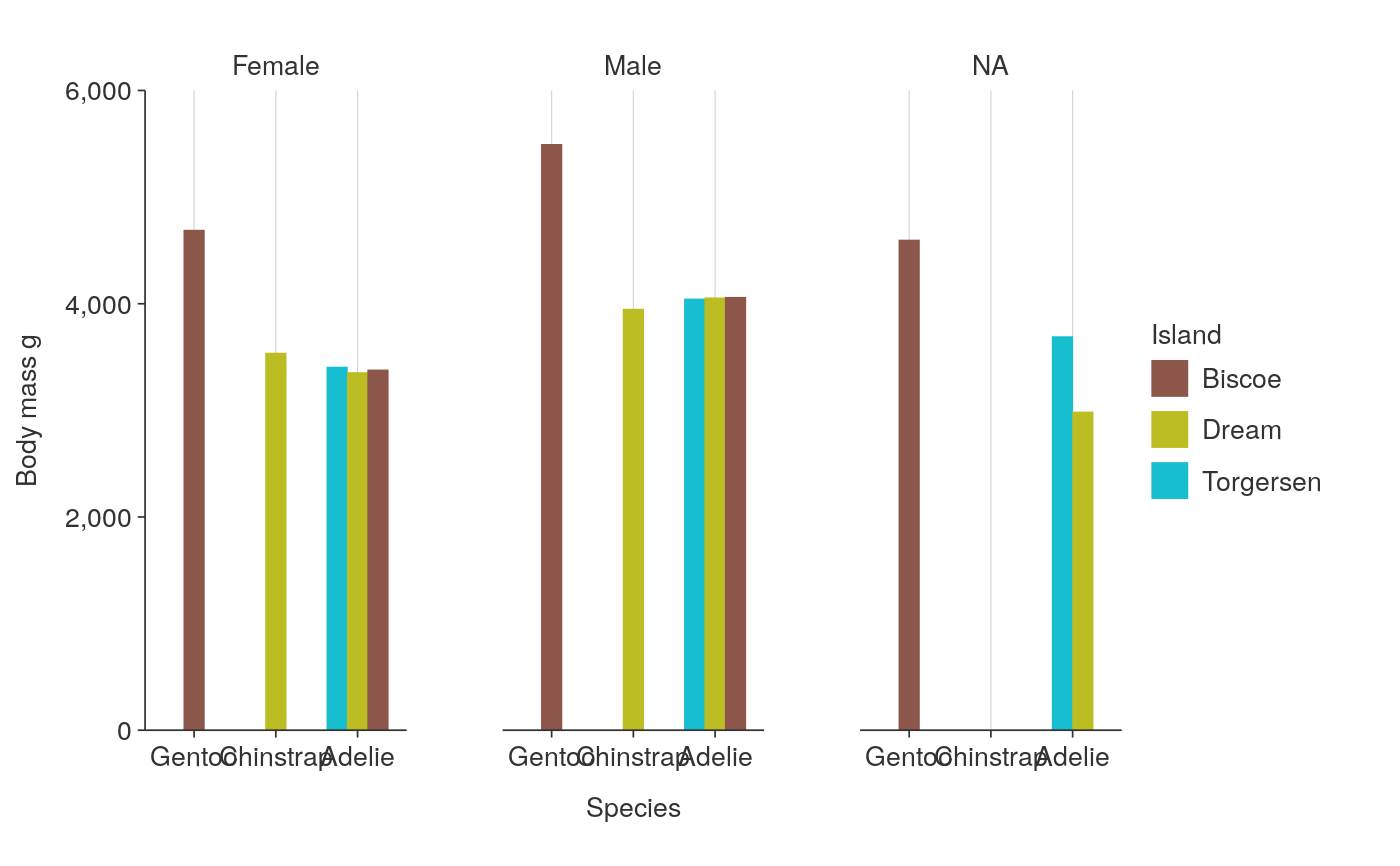 Female Male NA
6,000
4,000
2,000
0
Body mass g
Gentoo Chinstrap Adelie Gentoo Chinstrap Adelie Gentoo Chinstrap Adelie
Species
Island
Biscoe
Dream
Torgersen